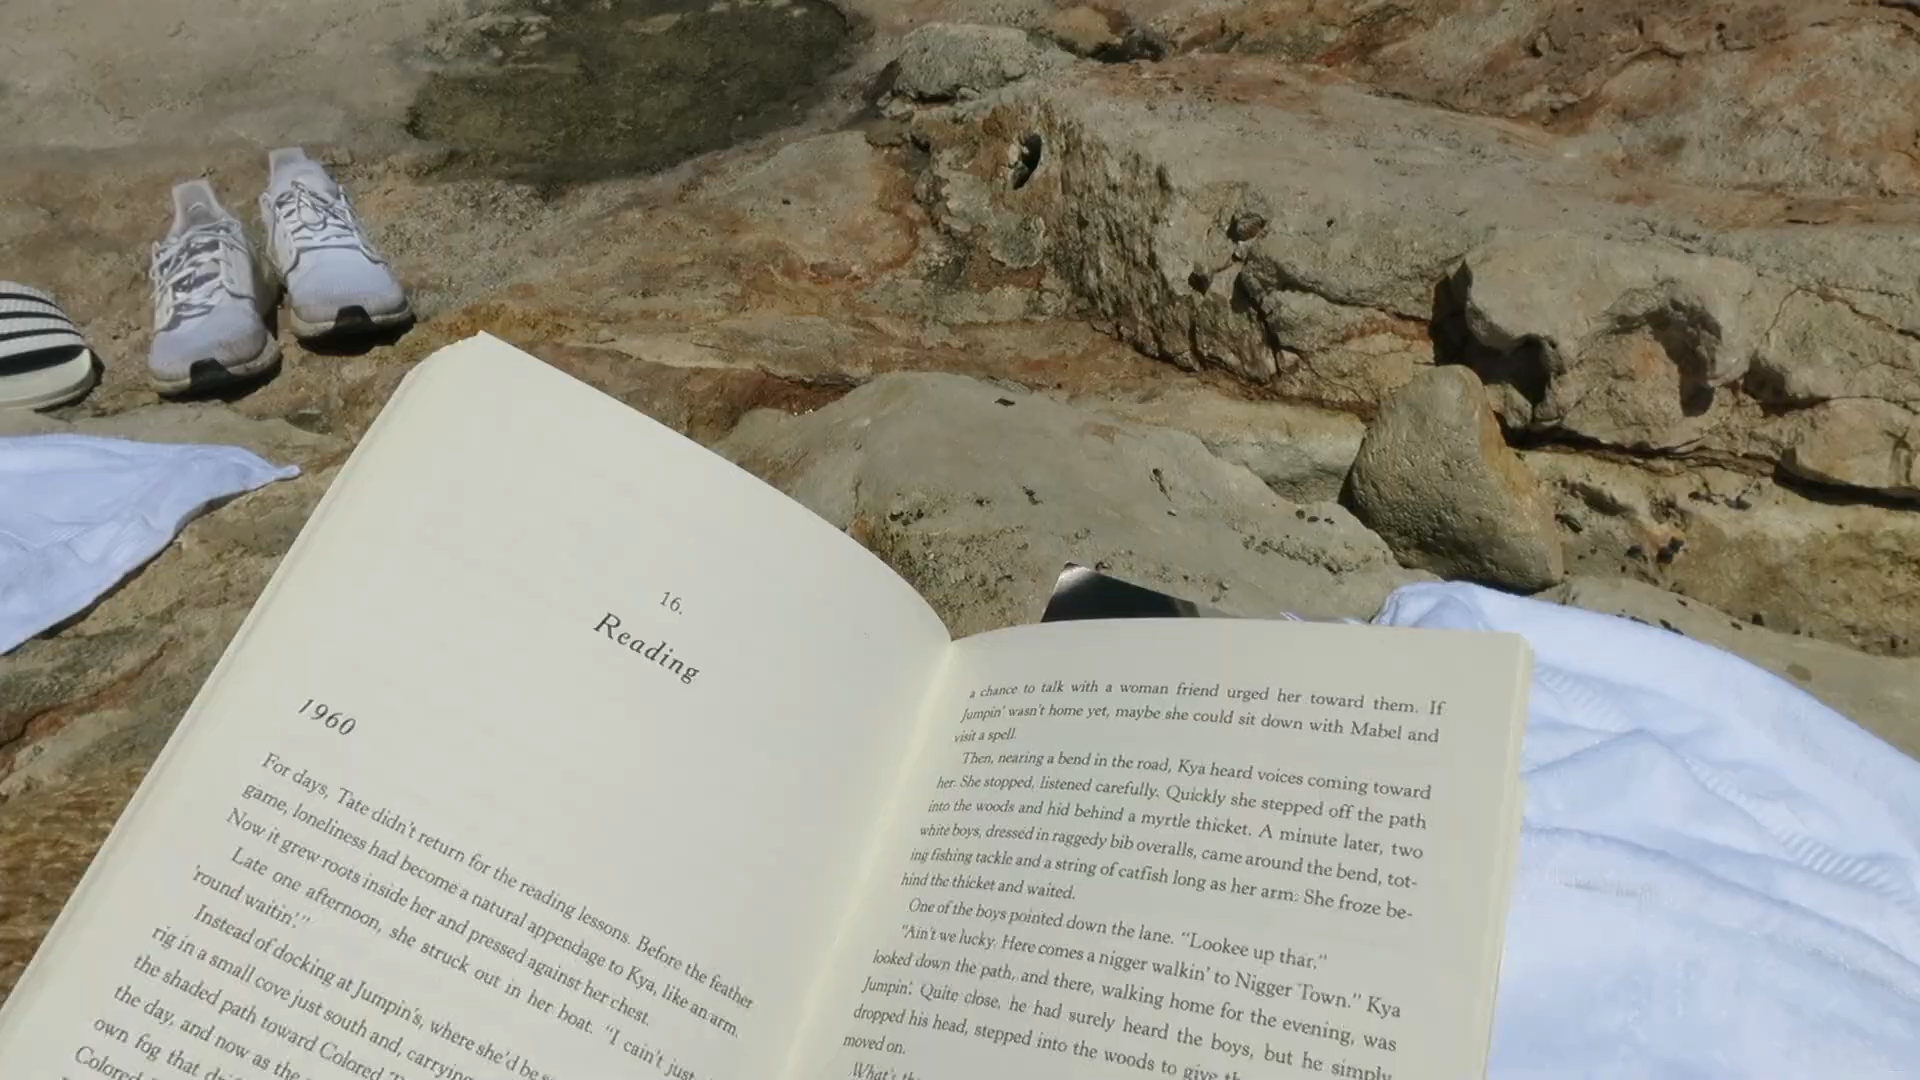 16.
Reading
1960
For days, Tate didn't return for the reading lessons. Before the feather
game, loneliness had become a natural appendage to Kya, like an arm.
Now it grew roots inside her and pressed against her chest.
Late one afternoon, she struck out in her boat. "I cain't just
'round waitin'."
Instead of docking at Jumpin's, where she'd be
rig in a small cove just south and, carrying
the shaded path toward Colored
the day, and now as the
own fog that
Colored
a chance to talk with a woman friend urged her toward them. If
Jumpin' wasn't home yet, maybe she could sit down with Mabel and
visit a spell.
Then, nearing a bend in the road, Kya heard voices coming toward
her. She stopped, listened carefully. Quickly she stepped off the path
into the woods and hid behind a myrtle thicket. A minute later, two
white boys, dressed in raggedy bib overalls, came around the bend, tot-
ing fishing tackle and a string of catfish long as her arm. She froze be-
hind the thicket and waited.
One of the boys pointed down the lane. "Lookee up thar."
"Ain't we lucky. Here comes a nigger walkin' to Nigger Town." Kya
looked down the path, and there, walking home for the evening, was
Jumpin'. Quite close, he had surely heard the boys, but he simply
dropped his head, stepped into the woods to give
moved on.
What's